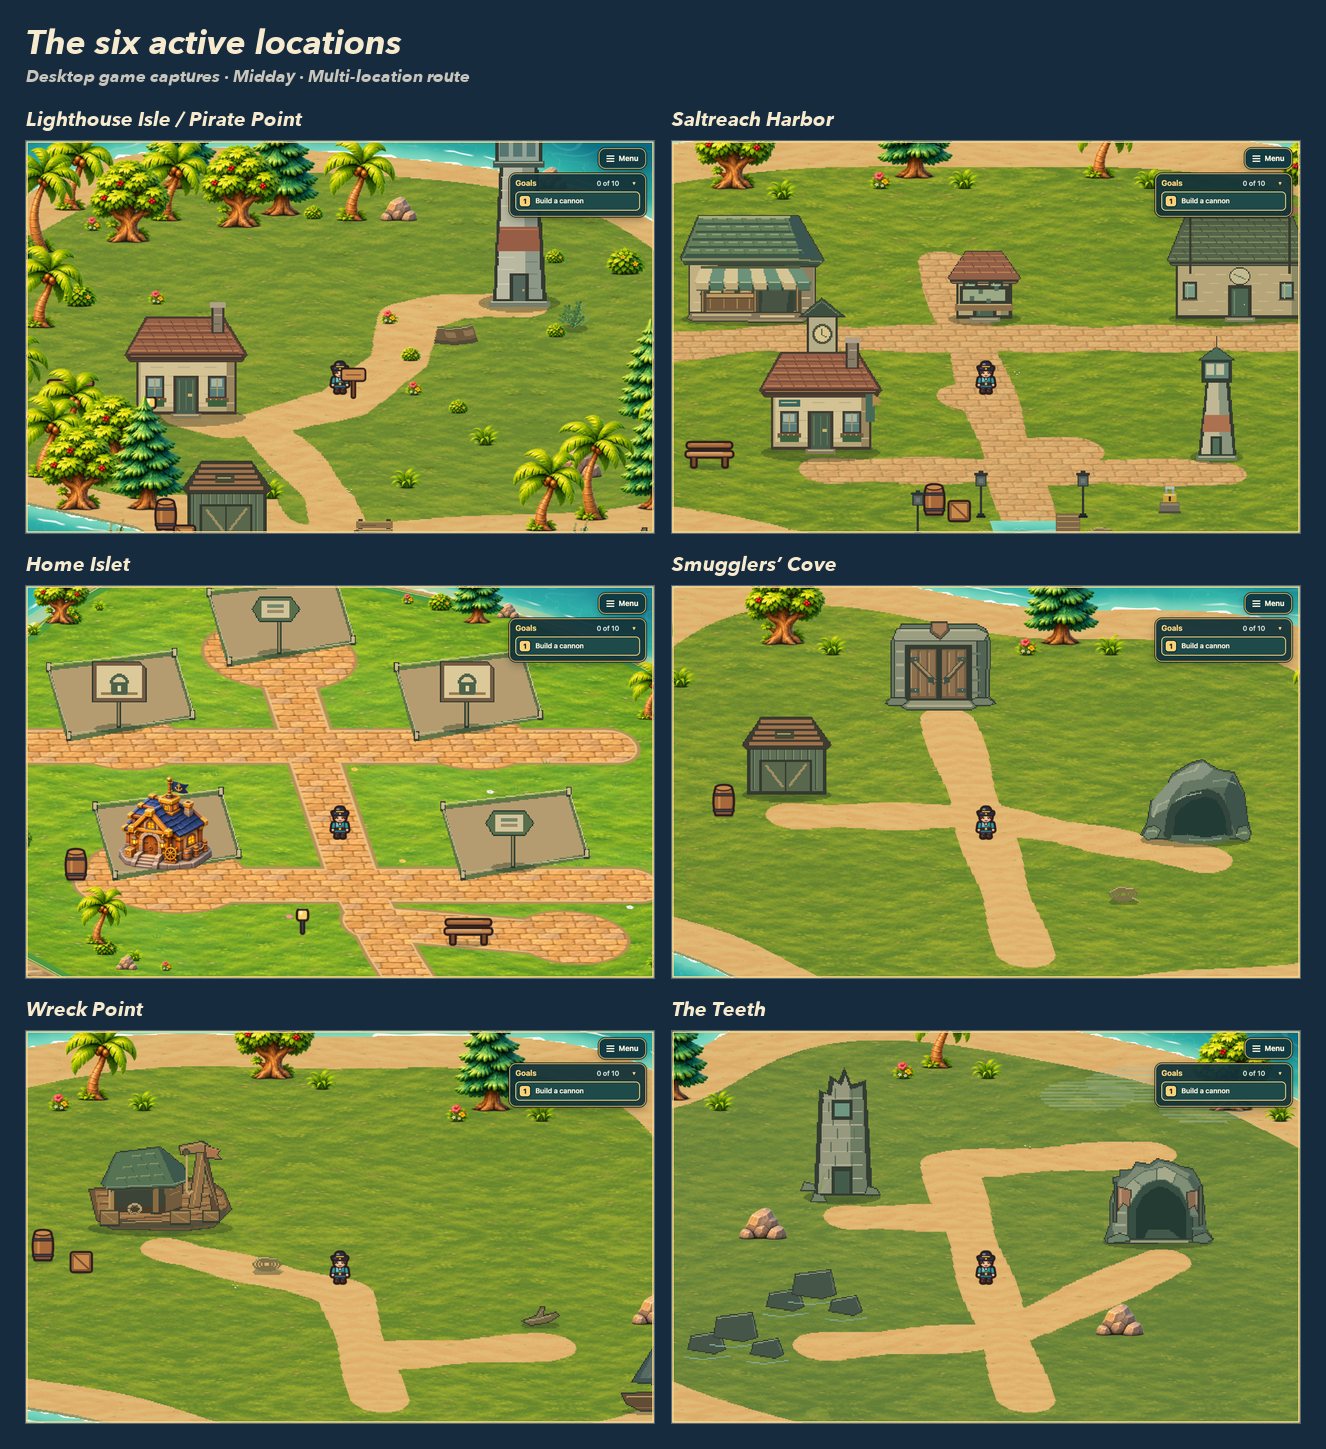 The six active locations
Desktop game captures · Midday · Multi-location route
Lighthouse Isle / Pirate Point
Saltreach Harbor
Menu
Goals 0 of 10
1 Build a cannon
Menu
Goals 0 of 10
1 Build a cannon
Home Islet
Smugglers’ Cove
Menu
Goals 0 of 10
1 Build a cannon
Menu
Goals 0 of 10
1 Build a cannon
Wreck Point
The Teeth
Menu
Goals 0 of 10
1 Build a cannon
Menu
Goals 0 of 10
1 Build a cannon